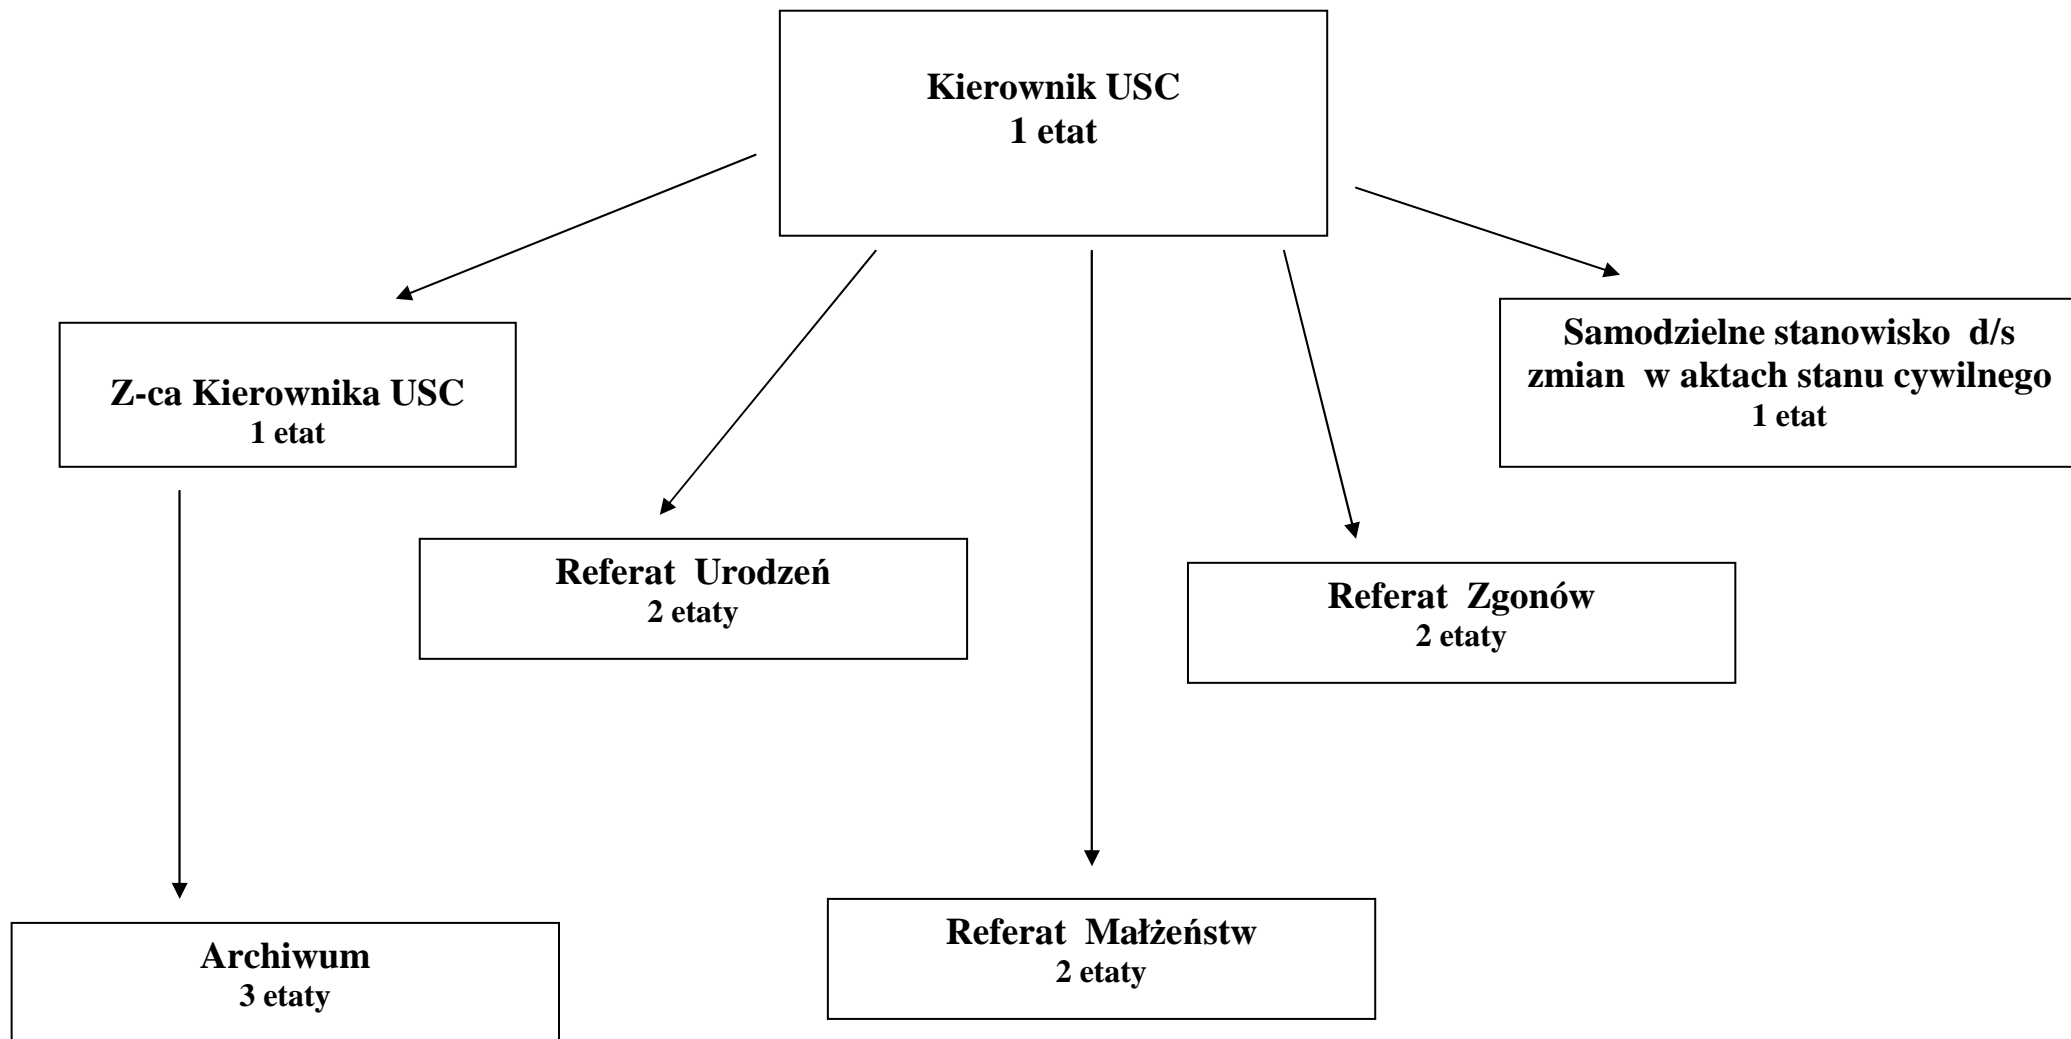 Kierownik USC
1 etat
Samodzielne stanowisko d/s
zmian w aktach stanu cywilnego
1 etat
Z-ca Kierownika USC
1 etat
Referat Urodzeń
2 etaty
Referat Zgonów
2 etaty
Referat Małżeństw
2 etaty
Archiwum
3 etaty